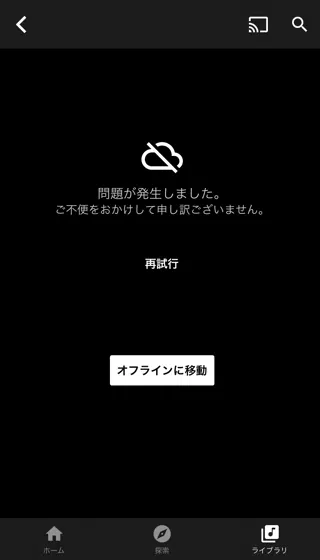 問題が発生しました。
ご不便をおかけして申し訳ございません。
再試行
オフラインに移動
ホーム
探索
ライブラリ